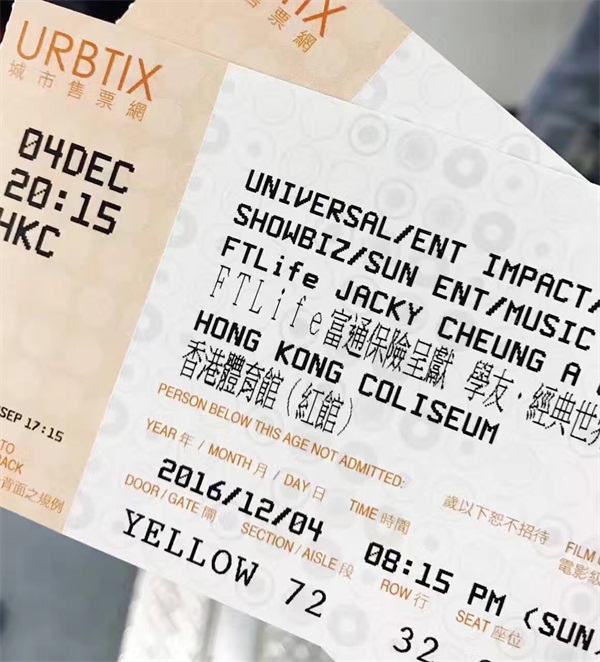 URBTIX
城市售票網
04DEC
20:15
HKC
SEP 17:15
TO
背面之規例
UNIVERSAL/ENT IMPACT/
SHOWBIZ/SUN ENT/MUSIC
FTLife JACKY CHEUNG A
FTLife富通保險呈獻 學友．經典世
HONG KONG COLISEUM
香港體育館(紅館)
PERSON BELOW THIS AGE NOT ADMITTED:
歲以下恕不招待
YEAR 年 / MONTH 月 / DAY 日 TIME 時間 FILM
電影級
2016/12/04 08:15 PM (SUN
DOOR / GATE 閘 SECTION / AISLE 段 ROW 行 SEAT 座位
YELLOW 72 32
URBTIX
售票網